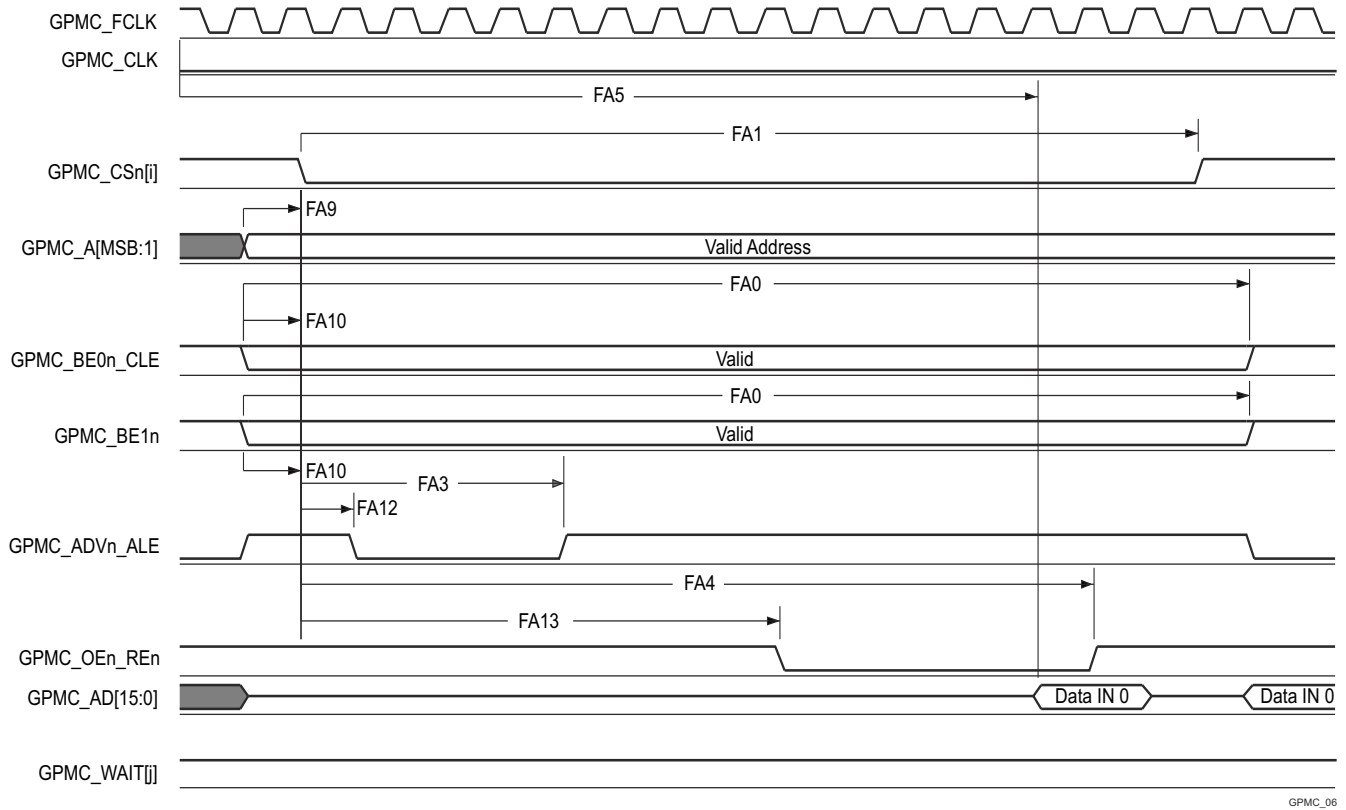 GPMC_FCLK
GPMC_CLK
FA5
FA1
GPMC_CSn[i]
FA9
GPMC_A[MSB:1] Valid Address
FA0
FA10
GPMC_BE0n_CLE Valid
FA0
GPMC_BE1n Valid
FA10
FA3
FA12
GPMC_ADVn_ALE
FA4
FA13
GPMC_OEn_REn
GPMC_AD[15:0] Data IN 0 Data IN 0
GPMC_WAIT[j]
GPMC_06